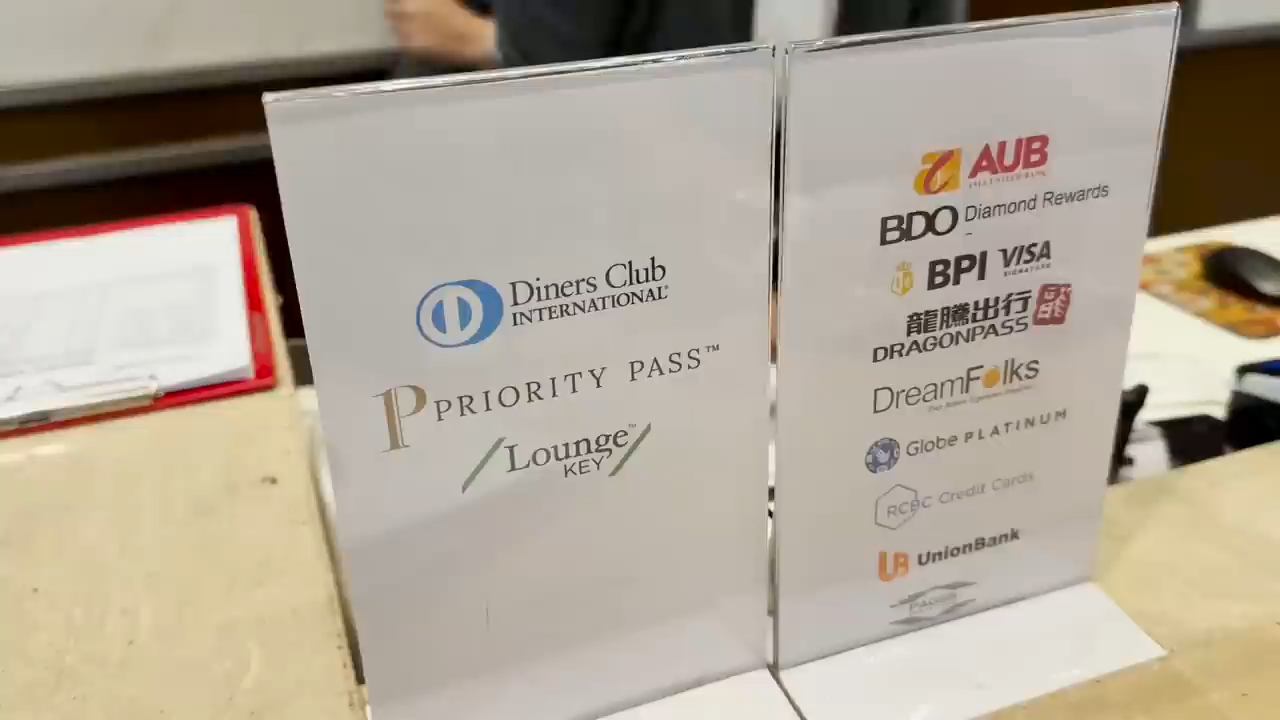 Diners Club
INTERNATIONAL®
PRIORITY PASS™
Lounge™
KEY
AUB
BDO Diamond Rewards
BPI VISA
SIGNATURE
龍騰出行
DRAGONPASS
DreamFolks
Globe PLATINUM
RCBC Credit Cards
UB UnionBank